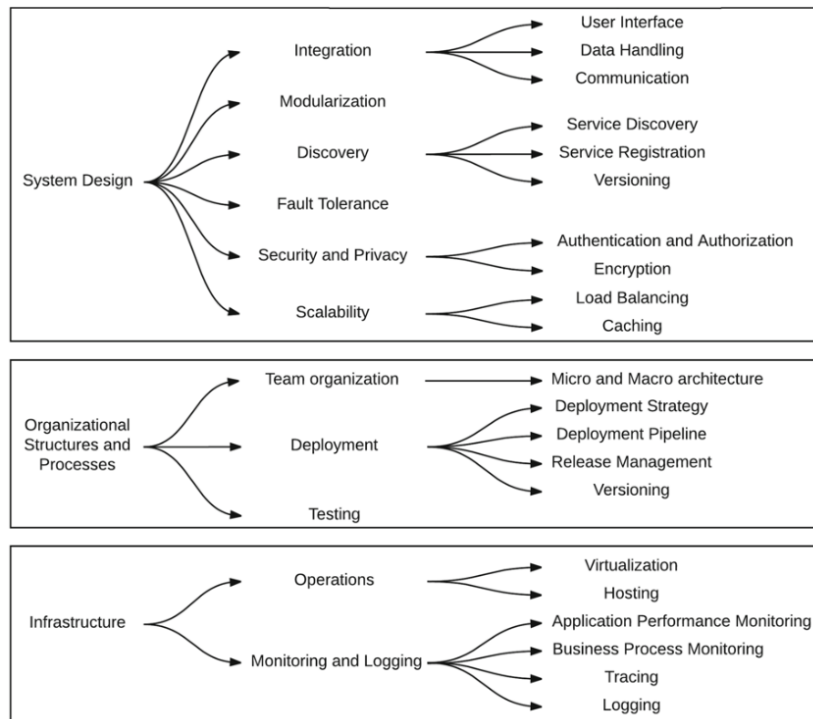 User Interface
Integration
Data Handling
Communication
Modularization
Service Discovery
Discovery
Service Registration
Versioning
System Design
Fault Tolerance
Authentication and Authorization
Security and Privacy
Encryption
Load Balancing
Scalability
Caching
Team organization
Micro and Macro architecture
Deployment Strategy
Organizational
Structures and
Processes
Deployment
Deployment Pipeline
Release Management
Versioning
Testing
Virtualization
Operations
Hosting
Infrastructure
Application Performance Monitoring
Business Process Monitoring
Monitoring and Logging
Tracing
Logging